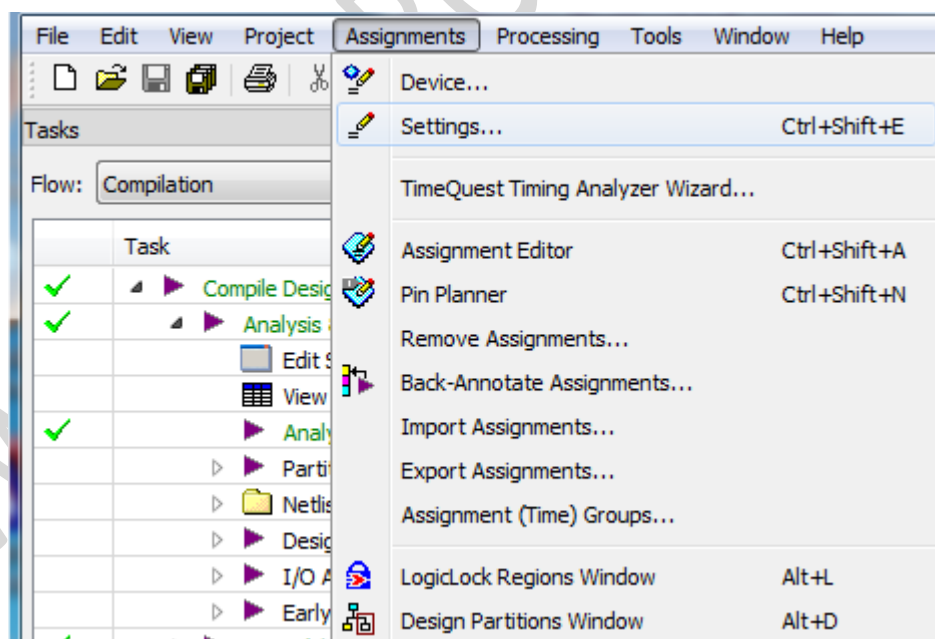 File Edit View Project Assignments Processing Tools Window Help
Device...
Tasks
Settings... Ctrl+Shift+E
Flow: Compilation
TimeQuest Timing Analyzer Wizard...
Task
Assignment Editor Ctrl+Shift+A
Compile Desig
Pin Planner Ctrl+Shift+N
Analysis
Remove Assignments...
Edit S
Back-Annotate Assignments...
View
Import Assignments...
Analy
Export Assignments...
Parti
Netlis
Assignment (Time) Groups...
Desig
I/O A
LogicLock Regions Window Alt+L
Early
Design Partitions Window Alt+D